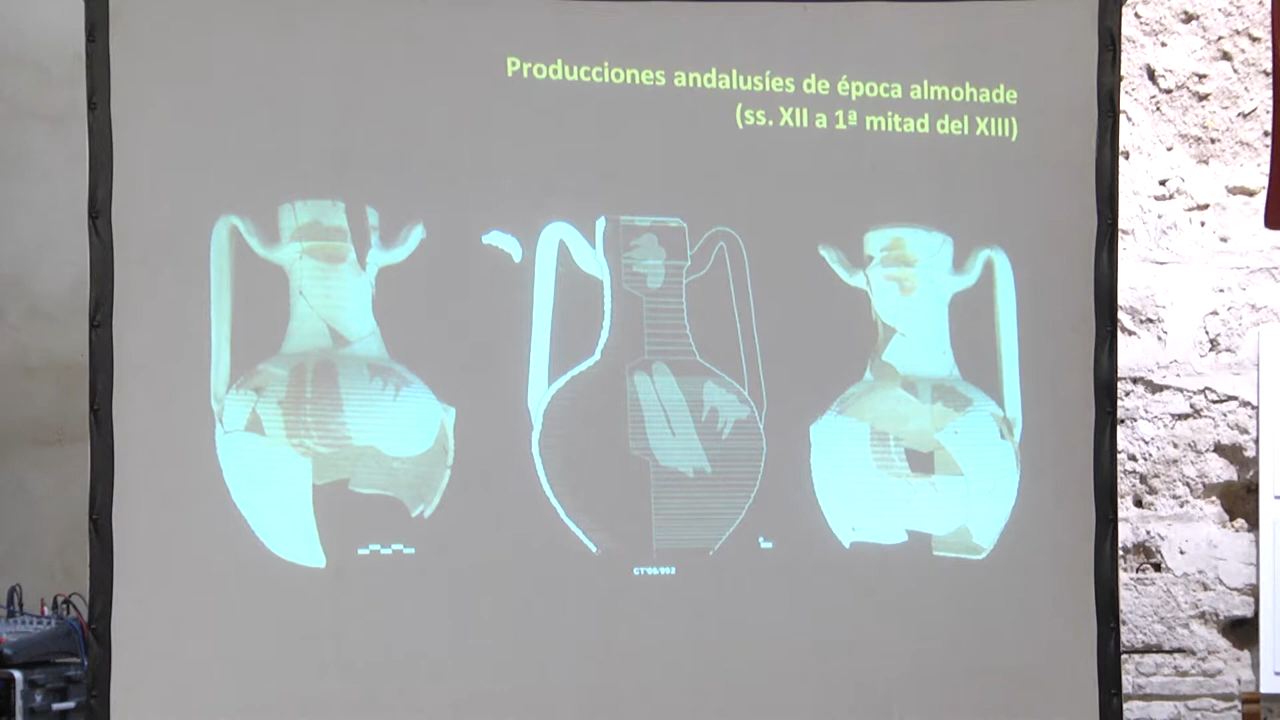 Producciones andalusíes de época almohade
(ss. XII a 1ª mitad del XIII)